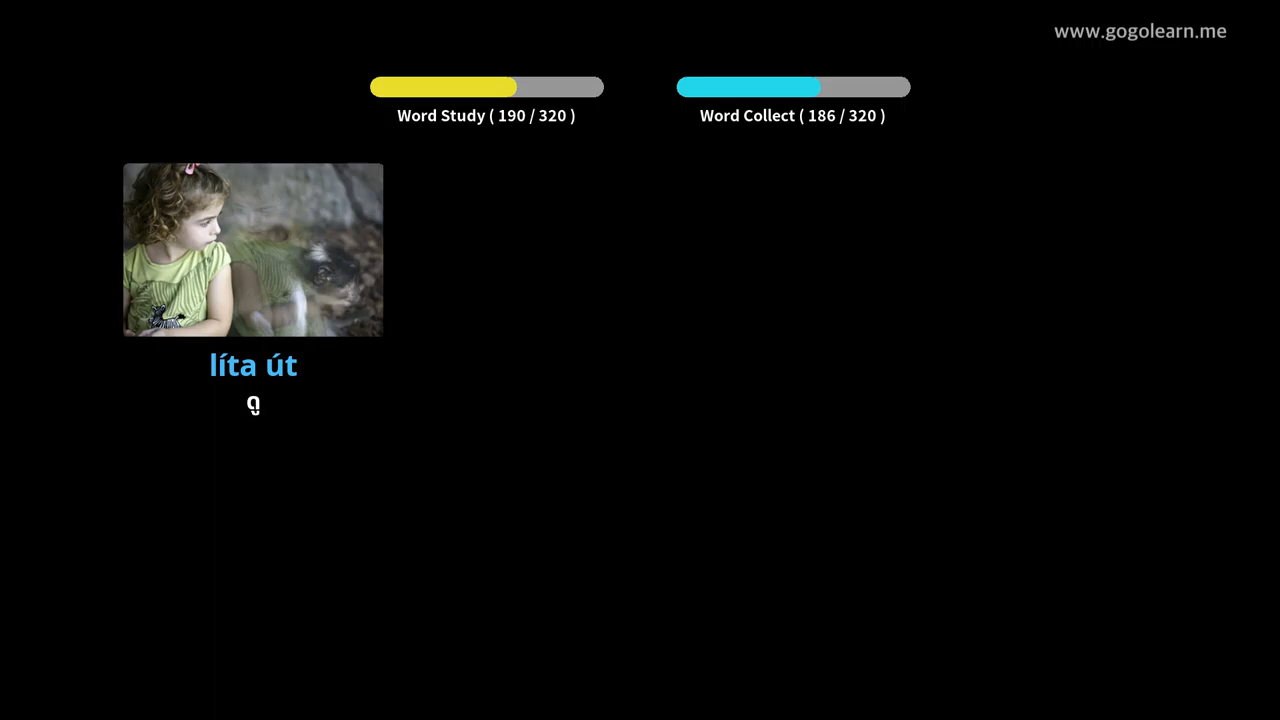 www.gogolearn.me
Word Study ( 190 / 320 )
Word Collect ( 186 / 320 )
líta út
ดู